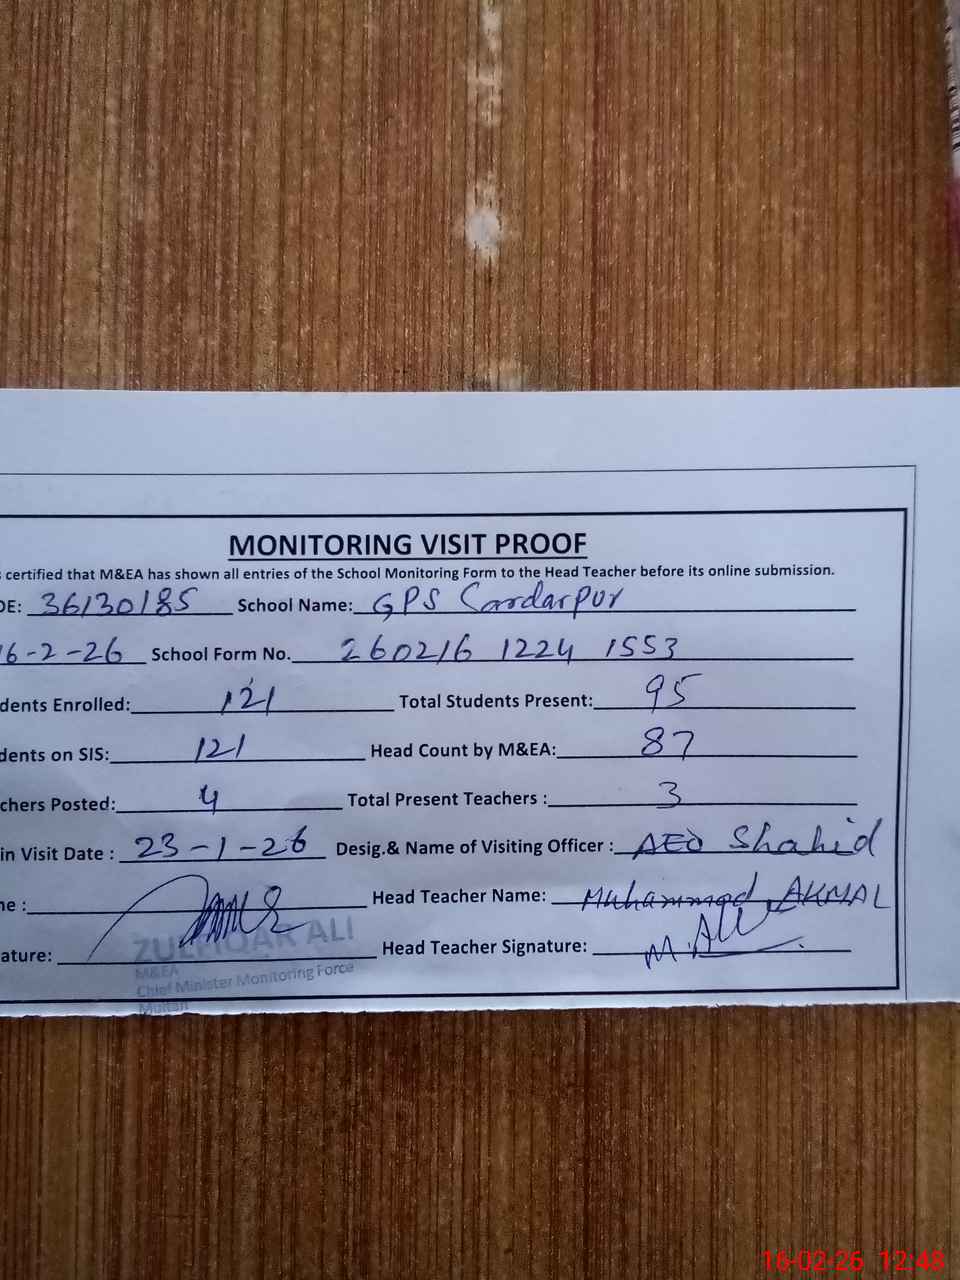 MONITORING VISIT PROOF
certified that M&EA has shown all entries of the School Monitoring Form to the Head Teacher before its online submission.
DE: 36130185 School Name: GPS Sardarpur
16-2-26 School Form No. 260216 1224 1553
dents Enrolled: 121 Total Students Present: 95
dents on SIS: 121 Head Count by M&EA: 87
chers Posted: 4 Total Present Teachers : 3
in Visit Date : 23-1-26 Desig.& Name of Visiting Officer : AEO Shahid
me : Head Teacher Name: Muhammad AKMAL
ature: ZULFIQAR ALI Head Teacher Signature: M.
M&EA
Chief Minister Monitoring Force
Multan
16-02-26 12:48